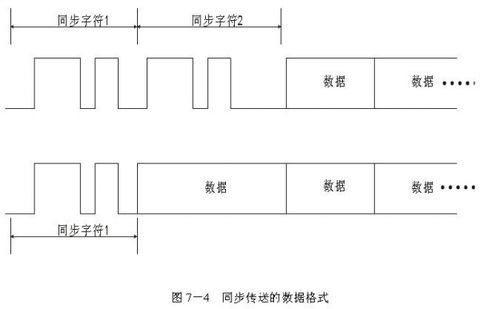 同步字符1 同步字符2
数据 数据·····
数据 数据 数据·····
同步字符1
图 7—4 同步传送的数据格式